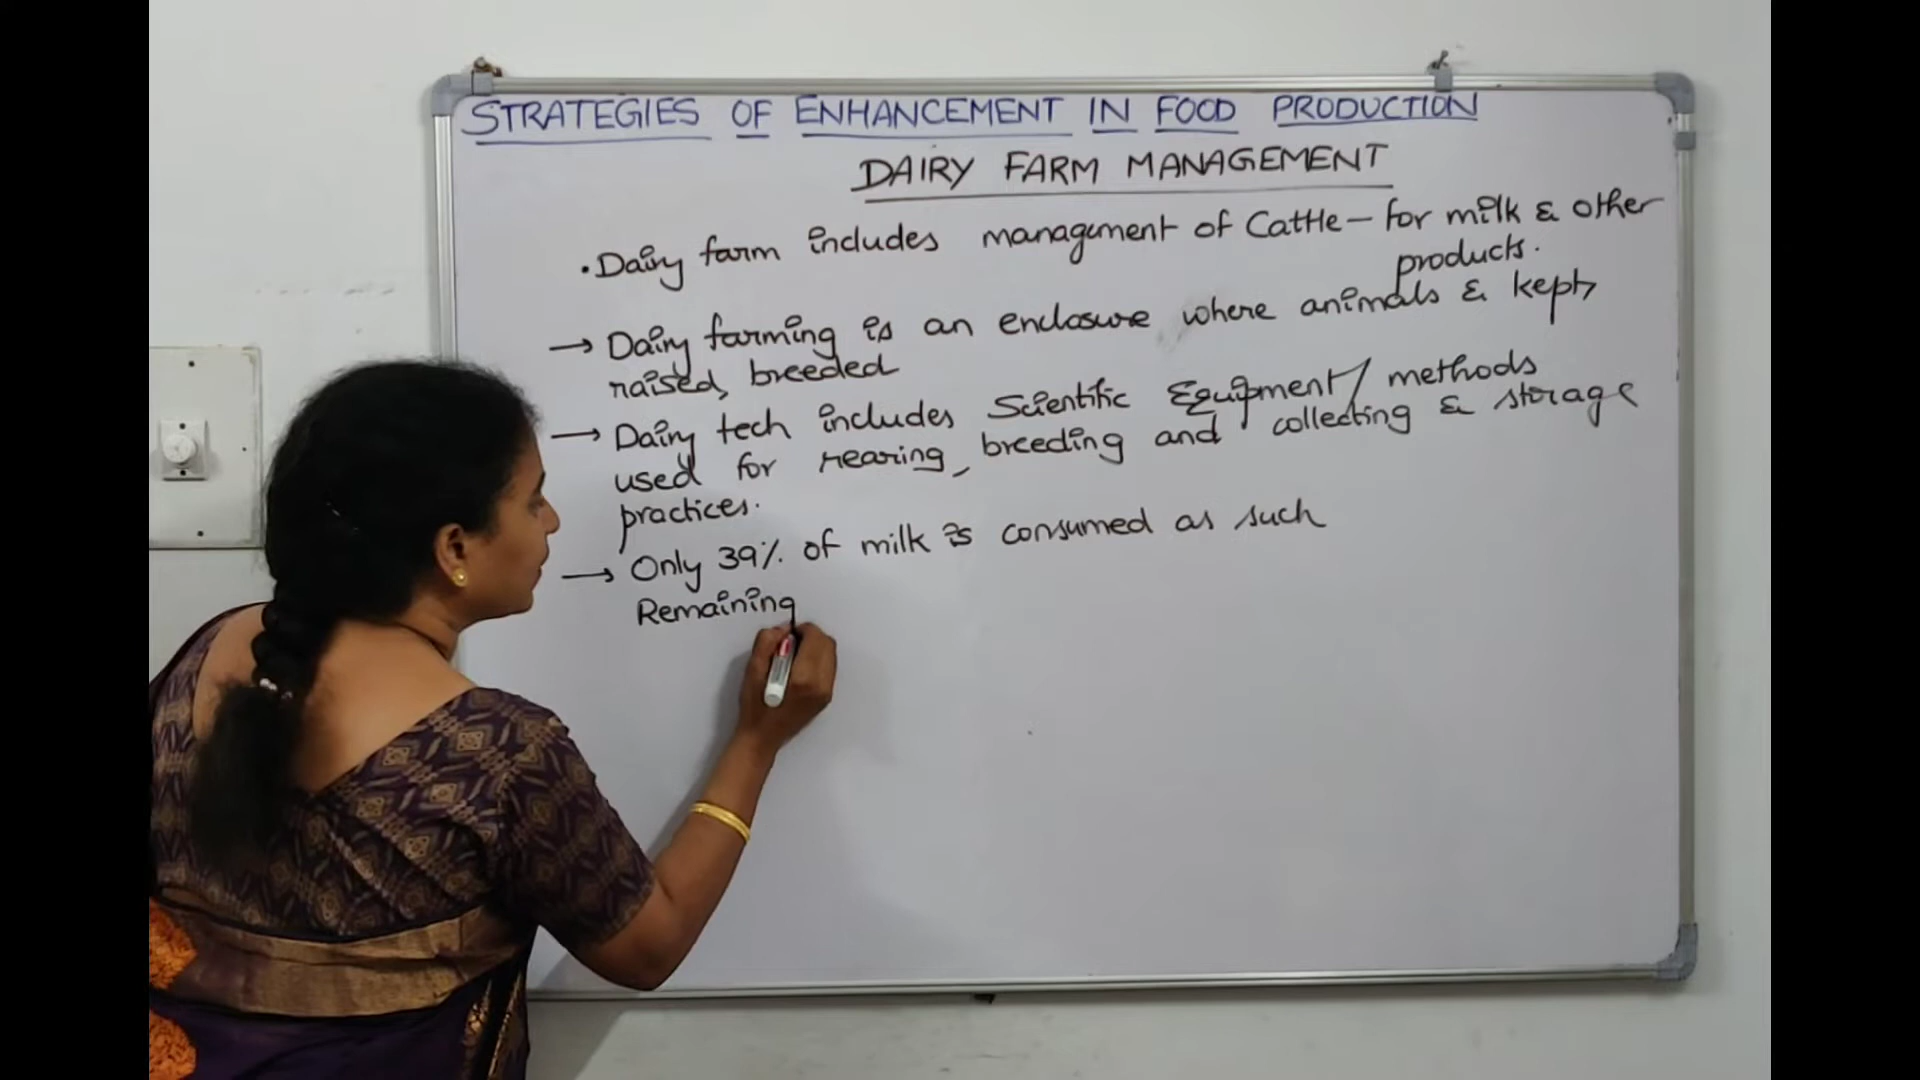 STRATEGIES OF ENHANCEMENT IN FOOD PRODUCTION
DAIRY FARM MANAGEMENT
• Dairy farm includes management of Cattle – for milk & other
products.
→ Dairy farming is an enclosure where animals & kept,
raised, breeded
→ Dairy tech includes Scientific Equipment / methods
used for rearing, breeding and collecting & storage
practices.
→ Only 39% of milk is consumed as such
Remaining